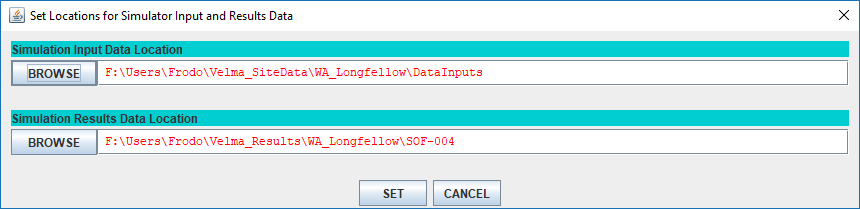 Set Locations for Simulator Input and Results Data
Simulation Input Data Location
BROWSE F:\Users\Frodo\Velma_SiteData\WA_Longfellow\DataInputs
Simulation Results Data Location
BROWSE F:\Users\Frodo\Velma_Results\WA_Longfellow\SOF-004
SET CANCEL